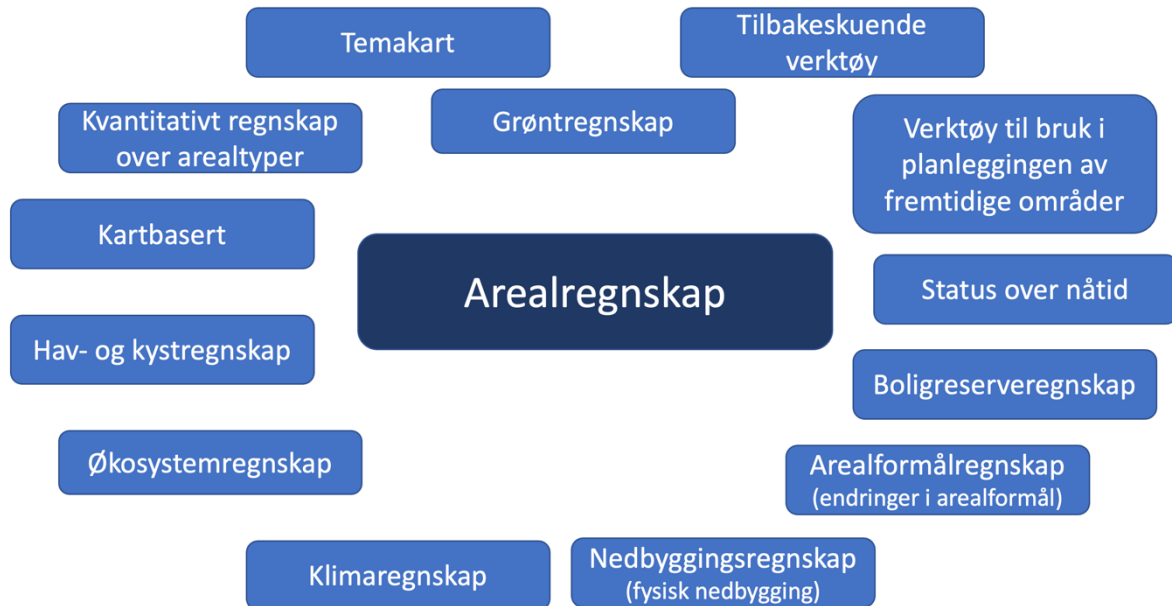 Temakart
Tilbakeskuende
verktøy
Grøntregnskap
Kvantitativt regnskap
over arealtyper
Verktøy til bruk i
planleggingen av
fremtidige områder
Kartbasert
Arealregnskap
Status over nåtid
Hav- og kystregnskap
Boligreserveregnskap
Økosystemregnskap
Arealformålregnskap
(endringer i arealformål)
Klimaregnskap
Nedbyggingsregnskap
(fysisk nedbygging)